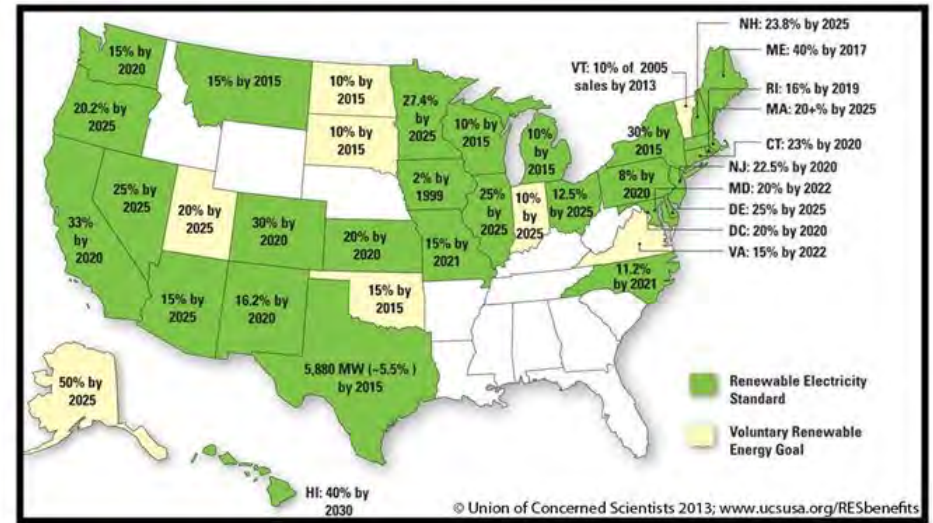 NH: 23.8% by 2025
ME: 40% by 2017
VT: 10% of 2005
sales by 2013
RI: 16% by 2019
MA: 20+% by 2025
CT: 23% by 2020
NJ: 22.5% by 2020
MD: 20% by 2022
DE: 25% by 2025
DC: 20% by 2020
VA: 15% by 2022
15% by
2020
15% by 2015
10% by
2015
27.4%
by
2025
20.2% by
2025
10% by
2015
10% by
2015
10%
by
2015
30% by
2015
2% by
1999
8% by
2020
25% by
2025
20% by
2025
30% by
2020
25%
by
2025
10%
by
2025
12.5%
by 2025
33%
by
2020
20% by
2020
15% by
2021
11.2%
by 2021
15% by
2025
16.2% by
2020
15% by
2015
5,880 MW (~5.5% )
by 2015
50% by
2025
Renewable Electricity
Standard
Voluntary Renewable
Energy Goal
HI: 40% by
2030
© Union of Concerned Scientists 2013; www.ucsusa.org/RESbenefits